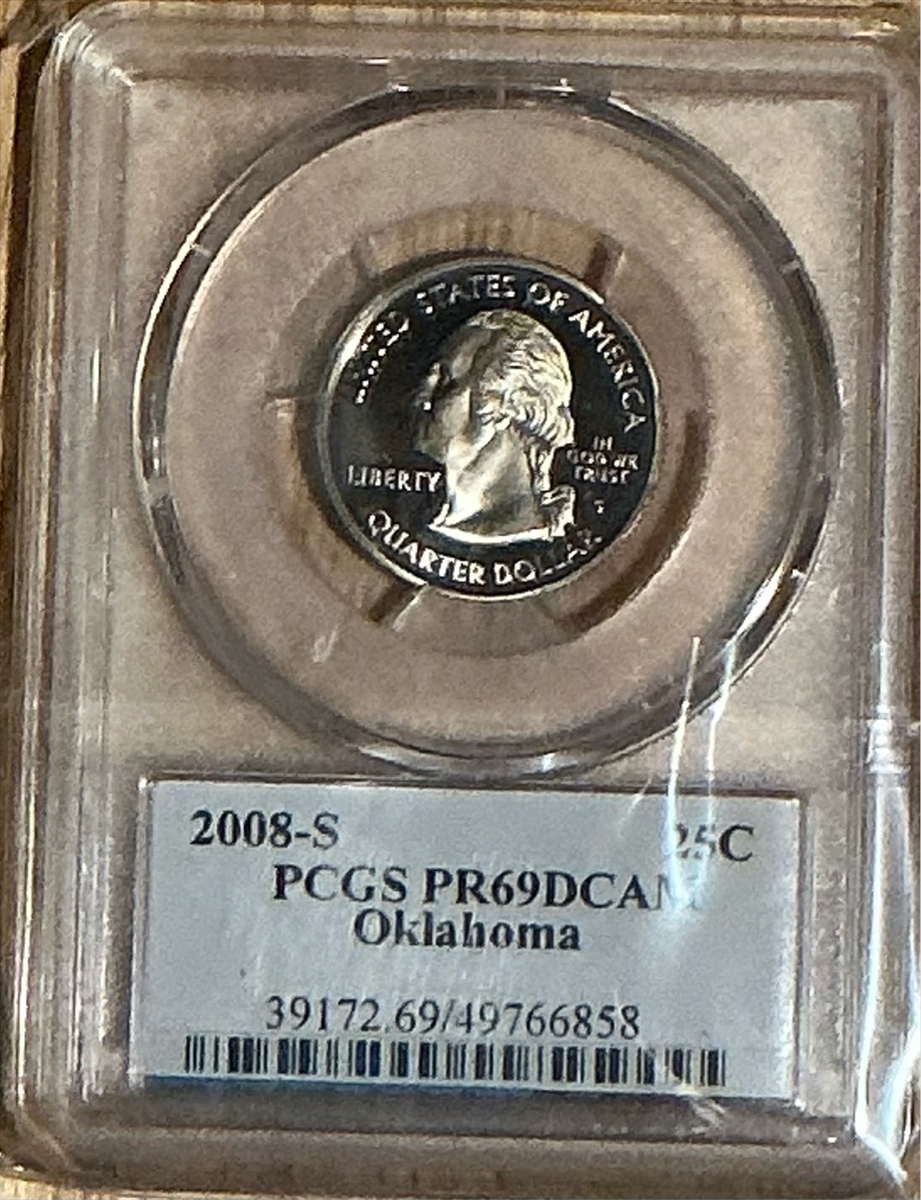 UNITED STATES OF AMERICA
LIBERTY
IN
GOD WE
TRUST
S
QUARTER DOLLAR
2008-S 25C
PCGS PR69DCAM
Oklahoma
39172.69/49766858